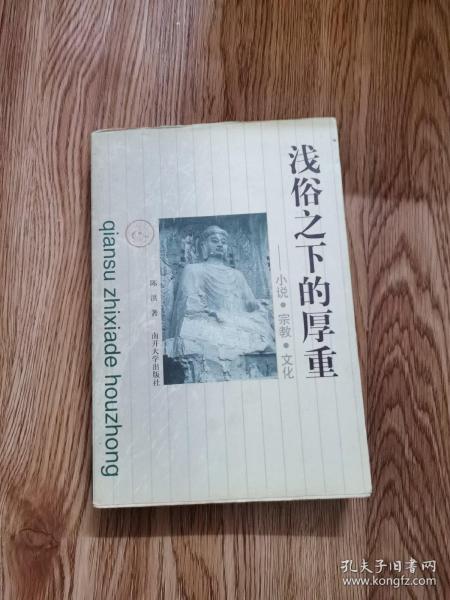 浅俗之下的厚重
——小说•宗教•文化
陈洪著
南开大学出版社
qiansu zhixiade houzhong
孔夫子旧书网
www.kongfz.com